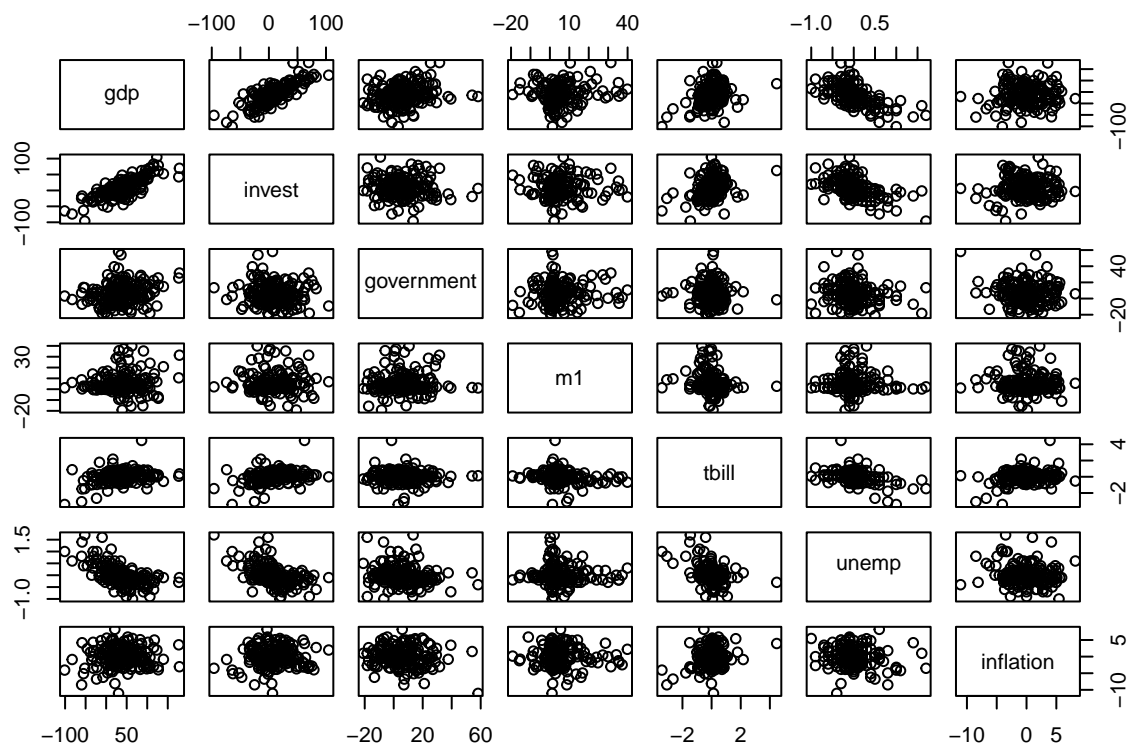 −100 0 100 −20 10 40 −1.0 0.5
gdp −100
−100 100 invest
government −20 40
−20 30 m1
tbill −2 4
−1.0 1.5 unemp
inflation −10 5
−100 50 −20 20 60 −2 2 −10 0 5